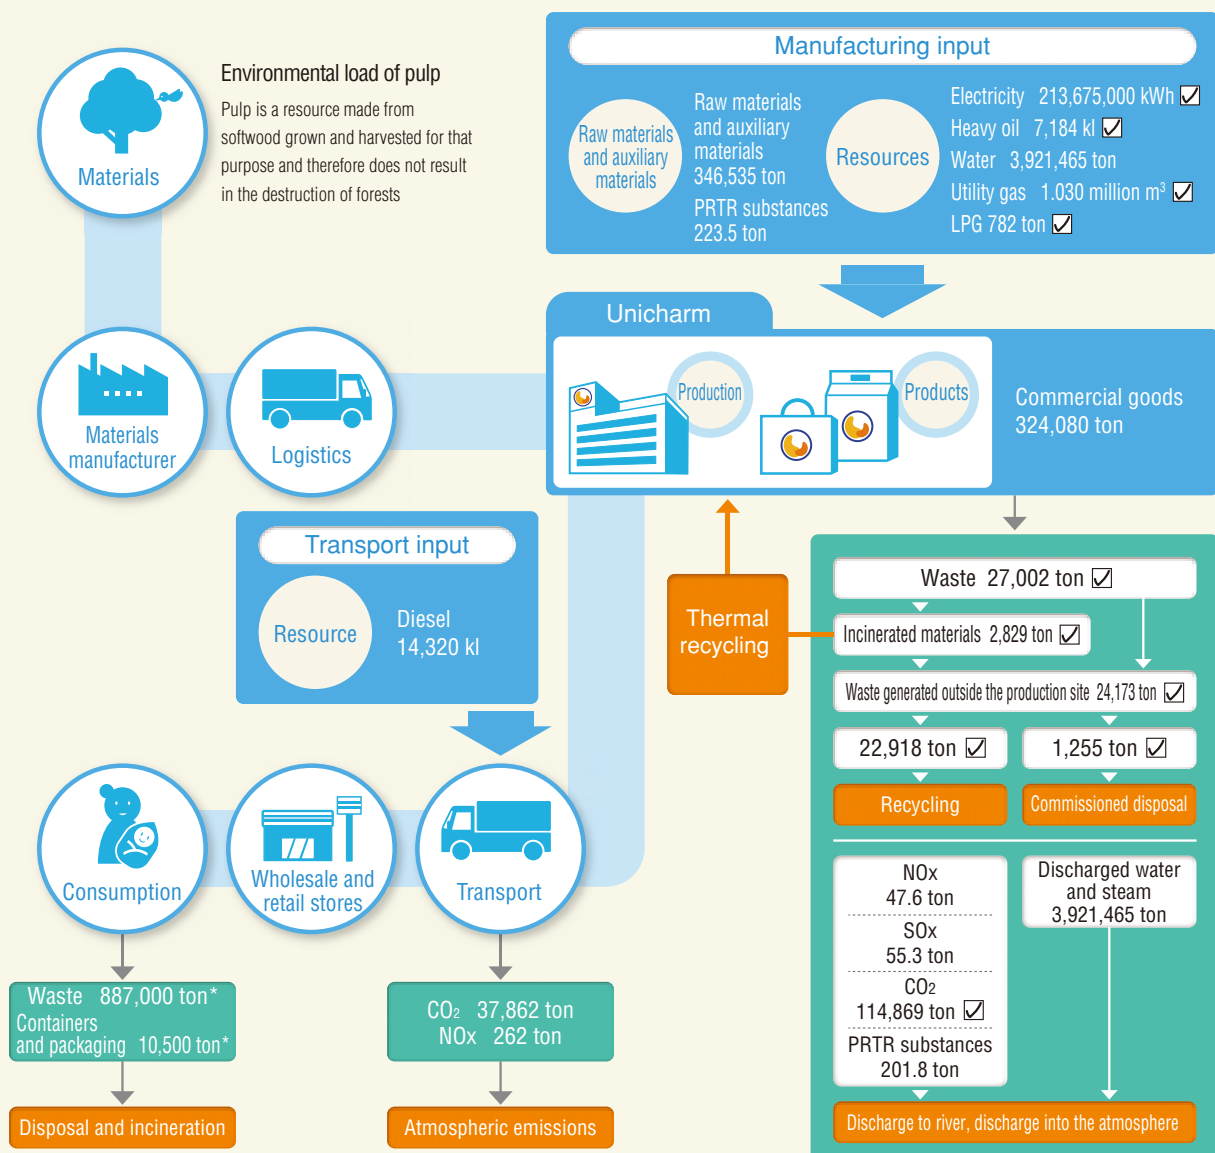 Materials
Environmental load of pulp
Pulp is a resource made from
softwood grown and harvested for that
purpose and therefore does not result
in the destruction of forests
Manufacturing input
Raw materials
and auxiliary
materials
Raw materials
and auxiliary
materials
346,535 ton
PRTR substances
223.5 ton
Resources
Electricity 213,675,000 kWh ☑
Heavy oil 7,184 kl ☑
Water 3,921,465 ton
Utility gas 1.030 million m³ ☑
LPG 782 ton ☑
Materials
manufacturer
Logistics
Unicharm
Production
Products
Commercial goods
324,080 ton
Transport input
Resource
Diesel
14,320 kl
Thermal
recycling
Waste 27,002 ton ☑
Incinerated materials 2,829 ton ☑
Waste generated outside the production site 24,173 ton ☑
22,918 ton ☑
1,255 ton ☑
Recycling
Commissioned disposal
NOx
47.6 ton
SOx
55.3 ton
CO₂
114,869 ton ☑
PRTR substances
201.8 ton
Discharged water
and steam
3,921,465 ton
Discharge to river, discharge into the atmosphere
Consumption
Wholesale and
retail stores
Transport
Waste 887,000 ton*
Containers
and packaging 10,500 ton*
CO₂ 37,862 ton
NOx 262 ton
Disposal and incineration
Atmospheric emissions